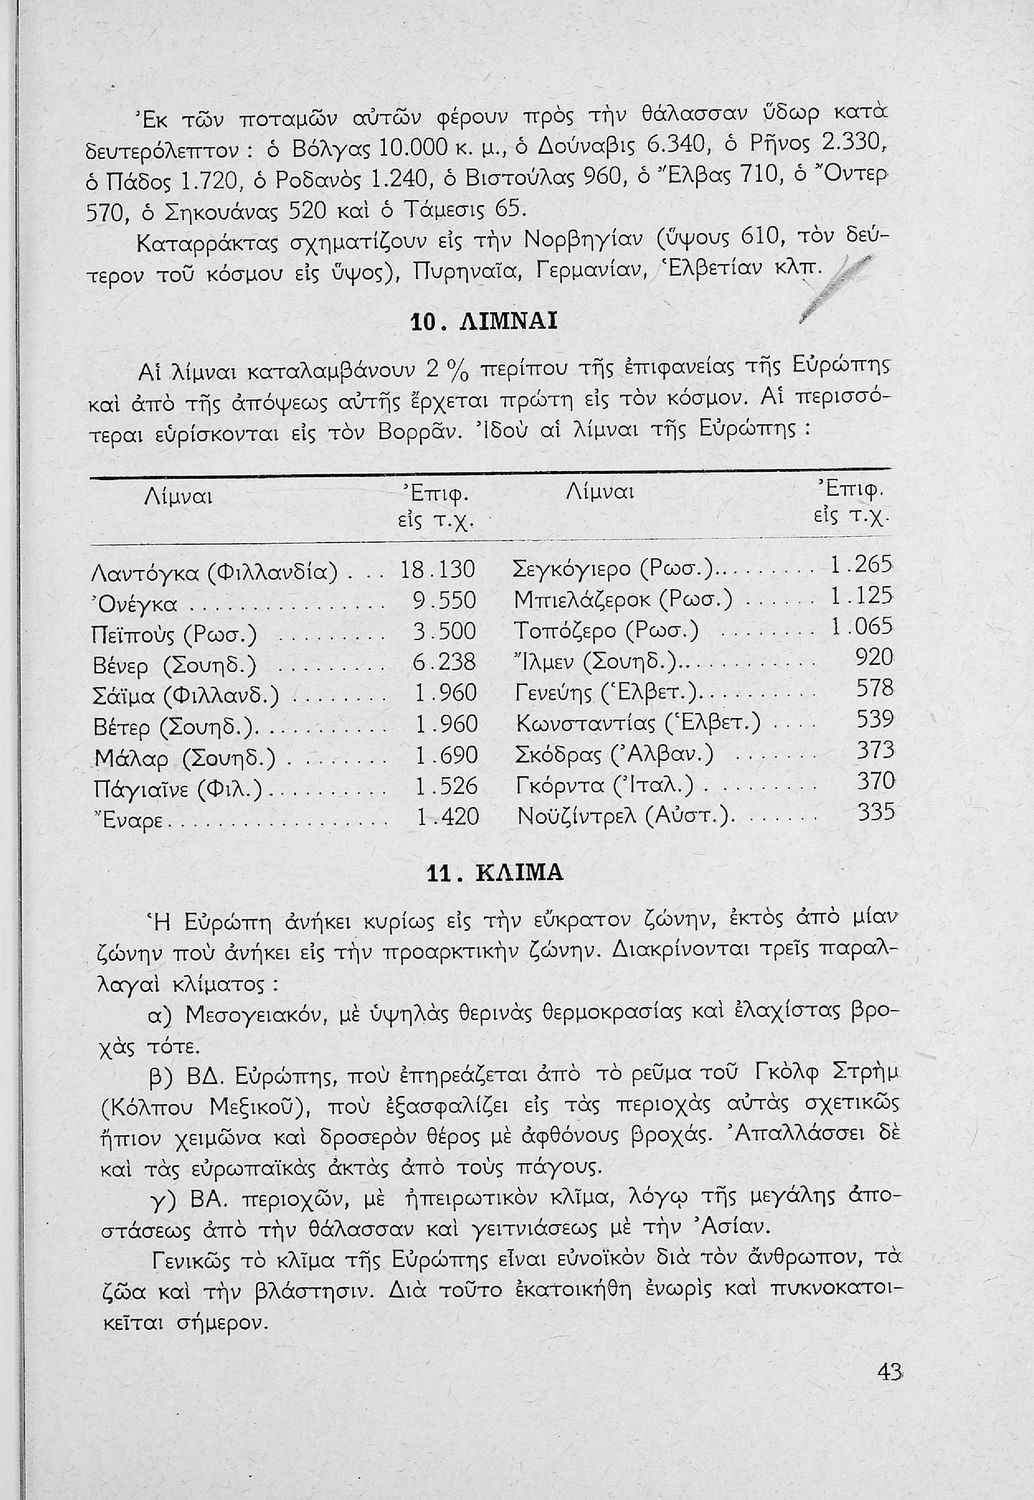 Ἐκ τῶν ποταμῶν αὐτῶν φέρουν πρὸς τὴν θάλασσαν ὕδωρ κατὰ
δευτερόλεπτον : ὁ Βόλγας 10.000 κ. μ., ὁ Δούναβις 6.340, ὁ Ρῆνος 2.330,
ὁ Πάδος 1.720, ὁ Ροδανὸς 1.240, ὁ Βιστούλας 960, ὁ Ἔλβας 710, ὁ Ὄντερ
570, ὁ Σηκουάνας 520 καὶ ὁ Τάμεσις 65.
Καταρράκτας σχηματίζουν εἰς τὴν Νορβηγίαν (ὕψους 610, τὸν δεύ-
τερον τοῦ κόσμου εἰς ὕψος), Πυρηναῖα, Γερμανίαν, Ἑλβετίαν κλπ.
10. ΛΙΜΝΑΙ
Αἱ λίμναι καταλαμβάνουν 2 % περίπου τῆς ἐπιφανείας τῆς Εὐρώπης
καὶ ἀπὸ τῆς ἀπόψεως αὐτῆς ἔρχεται πρώτη εἰς τὸν κόσμον. Αἱ περισσό-
τεραι εὑρίσκονται εἰς τὸν Βορρᾶν. Ἰδοὺ αἱ λίμναι τῆς Εὐρώπης :
Λίμναι Ἐπιφ. Λίμναι Ἐπιφ.
εἰς τ.χ. εἰς τ.χ.
Λαντόγκα (Φιλλανδία) . ... 18.130 Σεγκόγιερο (Ρωσ.).......... 1.265
Ὀνέγκα .................. 9.550 Μπιελάζεροκ (Ρωσ.) ...... 1.125
Πεϊποὺς (Ρωσ.) ......... 3.500 Τοπόζερο (Ρωσ.) ........ 1.065
Βένερ (Σουηδ.) ......... 6.238 Ἴλμεν (Σουηδ.)............ 920
Σάϊμα (Φιλλανδ.) ........ 1.960 Γενεύης (Ἑλβετ.).......... 578
Βέτερ (Σουηδ.)............ 1.960 Κωνσταντίας (Ἑλβετ.) .... 539
Μάλαρ (Σουηδ.) ......... 1.690 Σκόδρας (Ἀλβαν.) ....... 373
Πάγιαῖνε (Φιλ.)........... 1.526 Γκόρντα (Ἰταλ.) ......... 370
Ἔναρε.................... 1.420 Νοϋζίντρελ (Αὐστ.). ...... 335
11. ΚΛΙΜΑ
Ἡ Εὐρώπη ἀνήκει κυρίως εἰς τὴν εὔκρατον ζώνην, ἐκτὸς ἀπὸ μίαν
ζώνην ποὺ ἀνήκει εἰς τὴν προαρκτικὴν ζώνην. Διακρίνονται τρεῖς παραλ-
λαγαὶ κλίματος :
α) Μεσογειακόν, μὲ ὑψηλὰς θερινὰς θερμοκρασίας καὶ ἐλαχίστας βρο-
χὰς τότε.
β) ΒΔ. Εὐρώπης, ποὺ ἐπηρεάζεται ἀπὸ τὸ ρεῦμα τοῦ Γκὸλφ Στρὴμ
(Κόλπου Μεξικοῦ), ποὺ ἐξασφαλίζει εἰς τὰς περιοχὰς αὐτὰς σχετικῶς
ἤπιον χειμῶνα καὶ δροσερὸν θέρος μὲ ἀφθόνους βροχάς. Ἀπαλλάσσει δὲ
καὶ τὰς εὐρωπαϊκὰς ἀκτὰς ἀπὸ τοὺς πάγους.
γ) ΒΑ. περιοχῶν, μὲ ἠπειρωτικὸν κλῖμα, λόγῳ τῆς μεγάλης ἀπο-
στάσεως ἀπὸ τὴν θάλασσαν καὶ γειτνιάσεως μὲ τὴν Ἀσίαν.
Γενικῶς τὸ κλῖμα τῆς Εὐρώπης εἶναι εὐνοϊκὸν διὰ τὸν ἄνθρωπον, τὰ
ζῶα καὶ τὴν βλάστησιν. Διὰ τοῦτο ἐκατοικήθη ἐνωρὶς καὶ πυκνοκατοι-
κεῖται σήμερον.
43